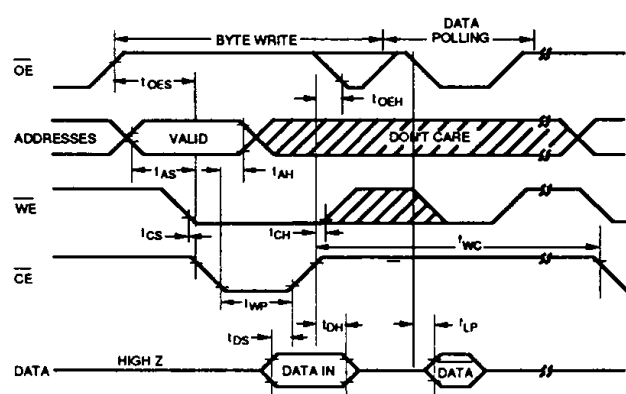 BYTE WRITE
DATA POLLING
OE
tOES
tOEH
ADDRESSES
VALID
DON'T CARE
tAS
tAH
WE
tCS
tCH
tWC
CE
tWP
tDS
tDH
tLP
DATA
HIGH Z
DATA IN
DATA